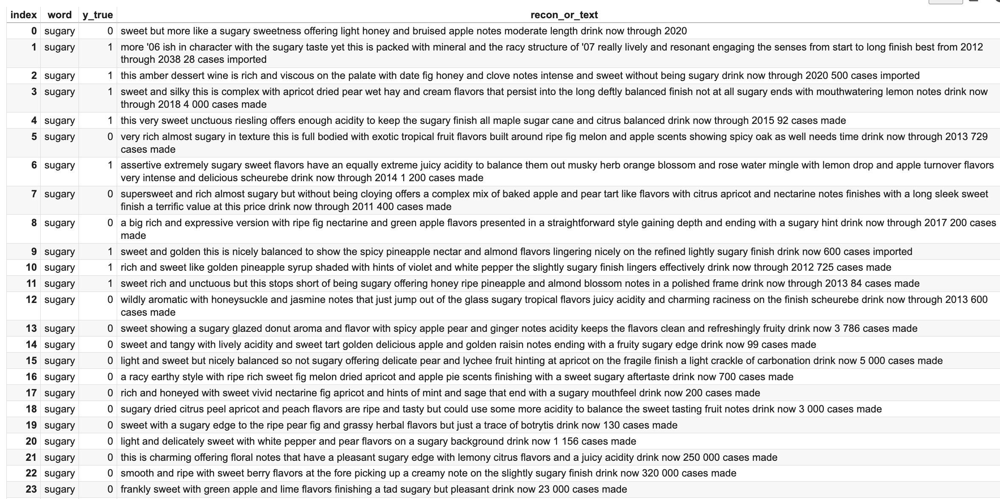 index word y_true recon_or_text
0 sugary 0 sweet but more like a sugary sweetness offering light honey and bruised apple notes moderate length drink now through 2020
1 sugary 1 more '06 ish in character with the sugary taste yet this is packed with mineral and the racy structure of '07 really lively and resonant engaging the senses from start to long finish best from 2012
through 2038 28 cases imported
2 sugary 1 this amber dessert wine is rich and viscous on the palate with date fig honey and clove notes intense and sweet without being sugary drink now through 2020 500 cases imported
3 sugary 1 sweet and silky this is complex with apricot dried pear wet hay and cream flavors that persist into the long deftly balanced finish not at all sugary ends with mouthwatering lemon notes drink now
through 2018 4 000 cases made
4 sugary 1 this very sweet unctuous riesling offers enough acidity to keep the sugary finish all maple sugar cane and citrus balanced drink now through 2015 92 cases made
5 sugary 0 very rich almost sugary in texture this is full bodied with exotic tropical fruit flavors built around ripe fig melon and apple scents showing spicy oak as well needs time drink now through 2013 729
cases made
6 sugary 1 assertive extremely sugary sweet flavors have an equally extreme juicy acidity to balance them out musky herb orange blossom and rose water mingle with lemon drop and apple turnover flavors
very intense and delicious scheurebe drink now through 2014 1 200 cases made
7 sugary 0 supersweet and rich almost sugary but without being cloying offers a complex mix of baked apple and pear tart like flavors with citrus apricot and nectarine notes finishes with a long sleek sweet
finish a terrific value at this price drink now through 2011 400 cases made
8 sugary 0 a big rich and expressive version with ripe fig nectarine and green apple flavors presented in a straightforward style gaining depth and ending with a sugary hint drink now through 2017 200 cases
made
9 sugary 1 sweet and golden this is nicely balanced to show the spicy pineapple nectar and almond flavors lingering nicely on the refined lightly sugary finish drink now 600 cases imported
10 sugary 1 rich and sweet like golden pineapple syrup shaded with hints of violet and white pepper the slightly sugary finish lingers effectively drink now through 2012 725 cases made
11 sugary 1 sweet rich and unctuous but this stops short of being sugary offering honey ripe pineapple and almond blossom notes in a polished frame drink now through 2013 84 cases made
12 sugary 0 wildly aromatic with honeysuckle and jasmine notes that just jump out of the glass sugary tropical flavors juicy acidity and charming raciness on the finish scheurebe drink now through 2013 600
cases made
13 sugary 0 sweet showing a sugary glazed donut aroma and flavor with spicy apple pear and ginger notes acidity keeps the flavors clean and refreshingly fruity drink now 3 786 cases made
14 sugary 0 sweet and tangy with lively acidity and sweet tart golden delicious apple and golden raisin notes ending with a fruity sugary edge drink now 99 cases made
15 sugary 0 light and sweet but nicely balanced so not sugary offering delicate pear and lychee fruit hinting at apricot on the fragile finish a light crackle of carbonation drink now 5 000 cases made
16 sugary 0 a racy earthy style with ripe rich sweet fig melon dried apricot and apple pie scents finishing with a sweet sugary aftertaste drink now 700 cases made
17 sugary 0 rich and honeyed with sweet vivid nectarine fig apricot and hints of mint and sage that end with a sugary mouthfeel drink now 200 cases made
18 sugary 0 sugary dried citrus peel apricot and peach flavors are ripe and tasty but could use some more acidity to balance the sweet tasting fruit notes drink now 3 000 cases made
19 sugary 0 sweet with a sugary edge to the ripe pear fig and grassy herbal flavors but just a trace of botrytis drink now 130 cases made
20 sugary 0 light and delicately sweet with white pepper and pear flavors on a sugary background drink now 1 156 cases made
21 sugary 0 this is charming offering floral notes that have a pleasant sugary edge with lemony citrus flavors and a juicy acidity drink now 250 000 cases made
22 sugary 0 smooth and ripe with sweet berry flavors at the fore picking up a creamy note on the slightly sugary finish drink now 320 000 cases made
23 sugary 0 frankly sweet with green apple and lime flavors finishing a tad sugary but pleasant drink now 23 000 cases made